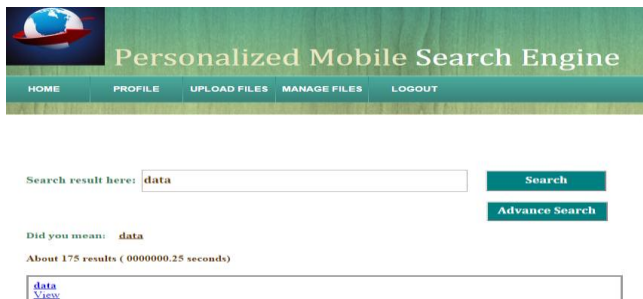 Personalized Mobile Search Engine
HOME PROFILE UPLOAD FILES MANAGE FILES LOGOUT
Search result here: data Search
Advance Search
Did you mean: data
About 175 results ( 0000000.25 seconds)
data
View